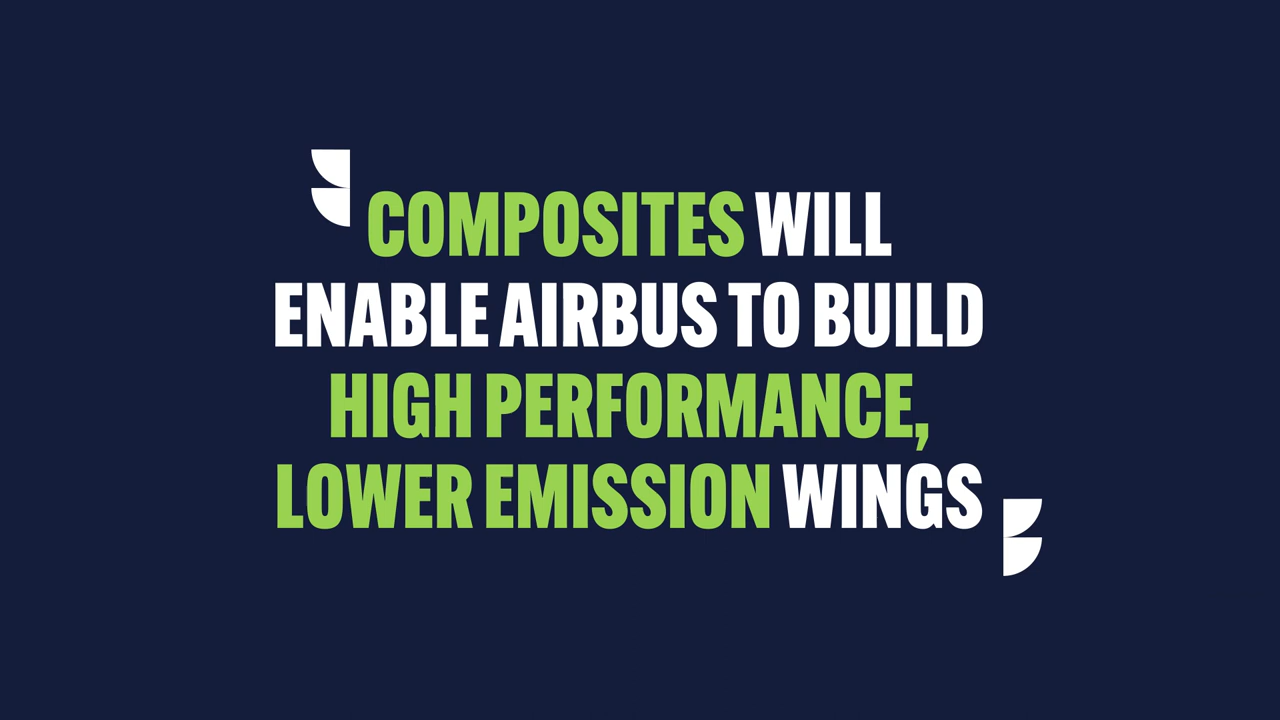 COMPOSITES WILL
ENABLE AIRBUS TO BUILD
HIGH PERFORMANCE,
LOWER EMISSION WINGS